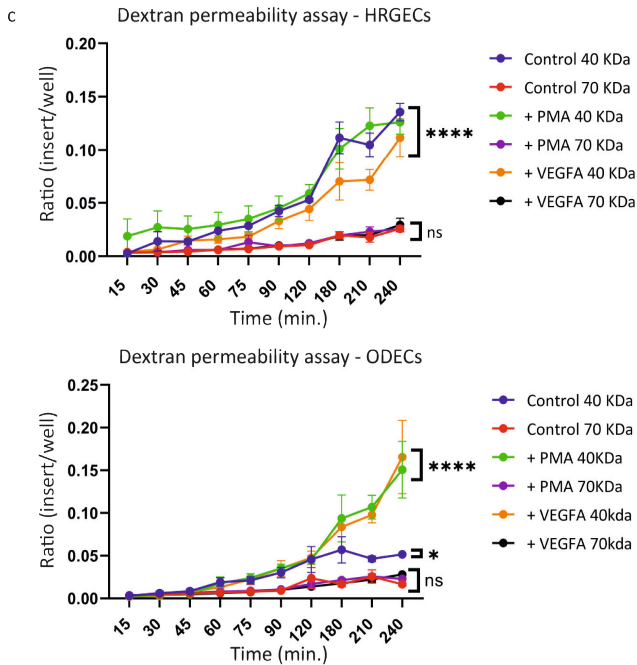 C
Dextran permeability assay - HRGECs
Ratio (insert/well)
0.20
0.15
0.10
0.05
0.00
15 30 45 60 75 90 120 180 210 240
Time (min.)
****
ns
Control 40 KDa
Control 70 KDa
+ PMA 40 KDa
+ PMA 70 KDa
+ VEGFA 40 KDa
+ VEGFA 70 KDa
Dextran permeability assay - ODECs
Ratio (insert/well)
0.25
0.20
0.15
0.10
0.05
0.00
15 30 45 60 75 90 120 180 210 240
Time (min.)
****
*
ns
Control 40 KDa
Control 70 KDa
+ PMA 40KDa
+ PMA 70KDa
+ VEGFA 40kda
+ VEGFA 70kda